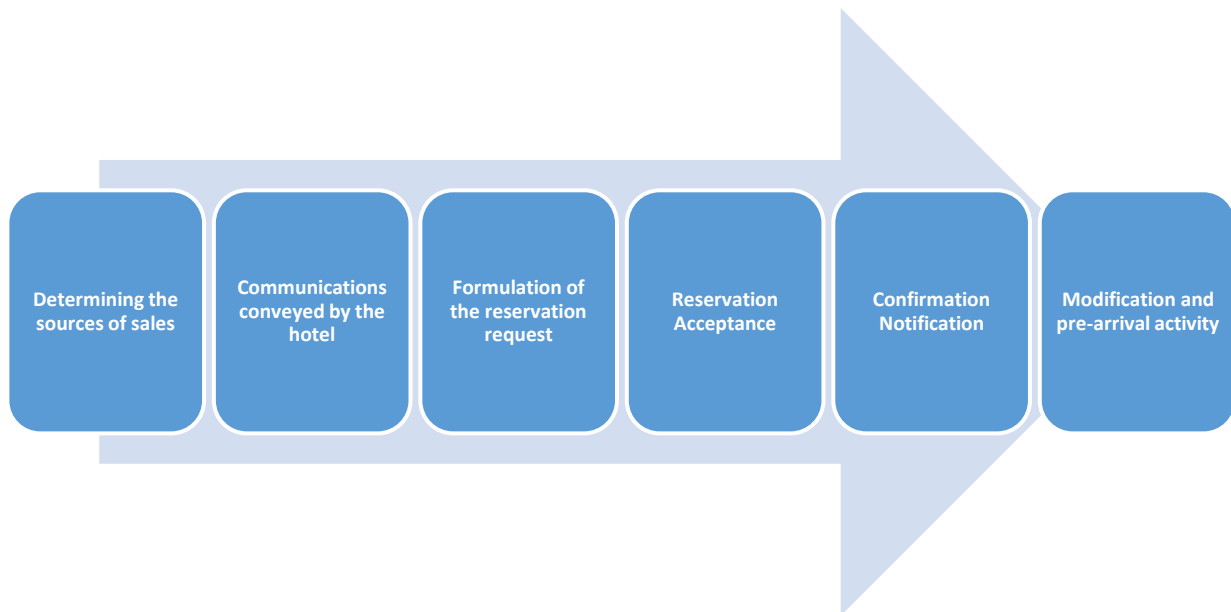 Determining the
sources of sales
Communications
conveyed by the
hotel
Formulation of
the reservation
request
Reservation
Acceptance
Confirmation
Notification
Modification and
pre-arrival activity